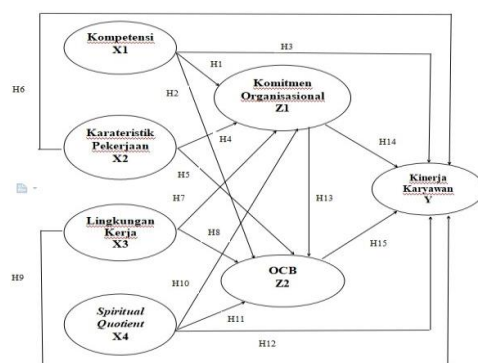 Kompetensi
X1
H3
H1
H6
H2
Komitmen
Organisasional
Z1
Karateristik
Pekerjaan
X2
H4
H14
H5
H7
Kinerja
Karyawan
Y
H13
Lingkungan
Kerja
X3
H8
H15
OCB
Z2
H9
H10
H11
Spiritual
Quotient
X4
H12